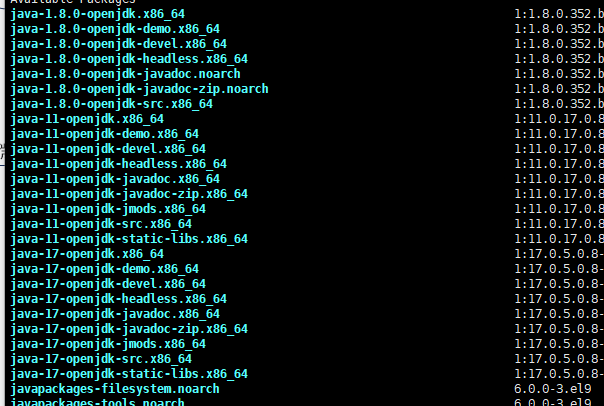 Available Packages
java-1.8.0-openjdk.x86_64 1:1.8.0.352.b
java-1.8.0-openjdk-demo.x86_64 1:1.8.0.352.b
java-1.8.0-openjdk-devel.x86_64 1:1.8.0.352.b
java-1.8.0-openjdk-headless.x86_64 1:1.8.0.352.b
java-1.8.0-openjdk-javadoc.noarch 1:1.8.0.352.b
java-1.8.0-openjdk-javadoc-zip.noarch 1:1.8.0.352.b
java-1.8.0-openjdk-src.x86_64 1:1.8.0.352.b
java-11-openjdk.x86_64 1:11.0.17.0.8
java-11-openjdk-demo.x86_64 1:11.0.17.0.8
java-11-openjdk-devel.x86_64 1:11.0.17.0.8
java-11-openjdk-headless.x86_64 1:11.0.17.0.8
java-11-openjdk-javadoc.x86_64 1:11.0.17.0.8
java-11-openjdk-javadoc-zip.x86_64 1:11.0.17.0.8
java-11-openjdk-jmods.x86_64 1:11.0.17.0.8
java-11-openjdk-src.x86_64 1:11.0.17.0.8
java-11-openjdk-static-libs.x86_64 1:11.0.17.0.8
java-17-openjdk.x86_64 1:17.0.5.0.8-
java-17-openjdk-demo.x86_64 1:17.0.5.0.8-
java-17-openjdk-devel.x86_64 1:17.0.5.0.8-
java-17-openjdk-headless.x86_64 1:17.0.5.0.8-
java-17-openjdk-javadoc.x86_64 1:17.0.5.0.8-
java-17-openjdk-javadoc-zip.x86_64 1:17.0.5.0.8-
java-17-openjdk-jmods.x86_64 1:17.0.5.0.8-
java-17-openjdk-src.x86_64 1:17.0.5.0.8-
java-17-openjdk-static-libs.x86_64 1:17.0.5.0.8-
javapackages-filesystem.noarch 6.0.0-3.el9
javapackages-tools.noarch 6.0.0-3.el9